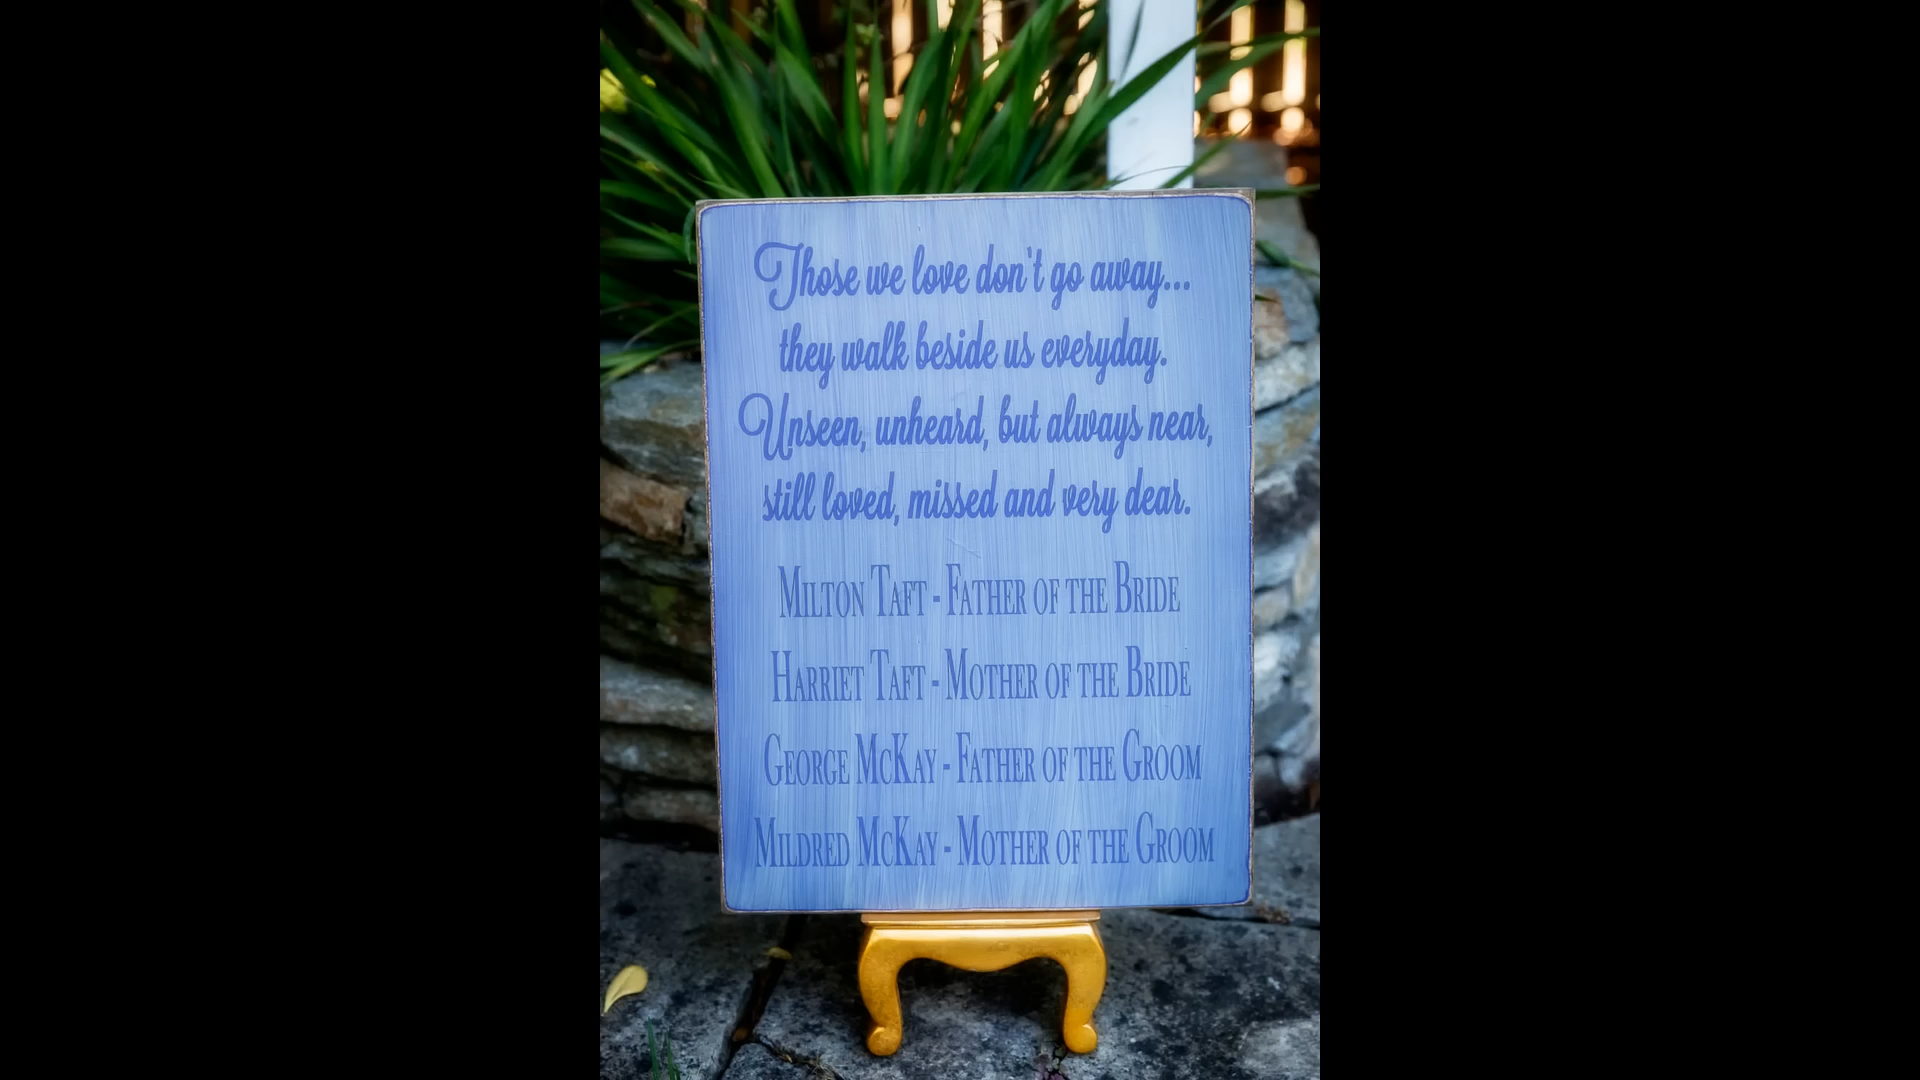 Those we love don't go away...
they walk beside us everyday.
Unseen, unheard, but always near,
still loved, missed and very dear.
Milton Taft - Father of the Bride
Harriet Taft - Mother of the Bride
George McKay - Father of the Groom
Mildred McKay - Mother of the Groom